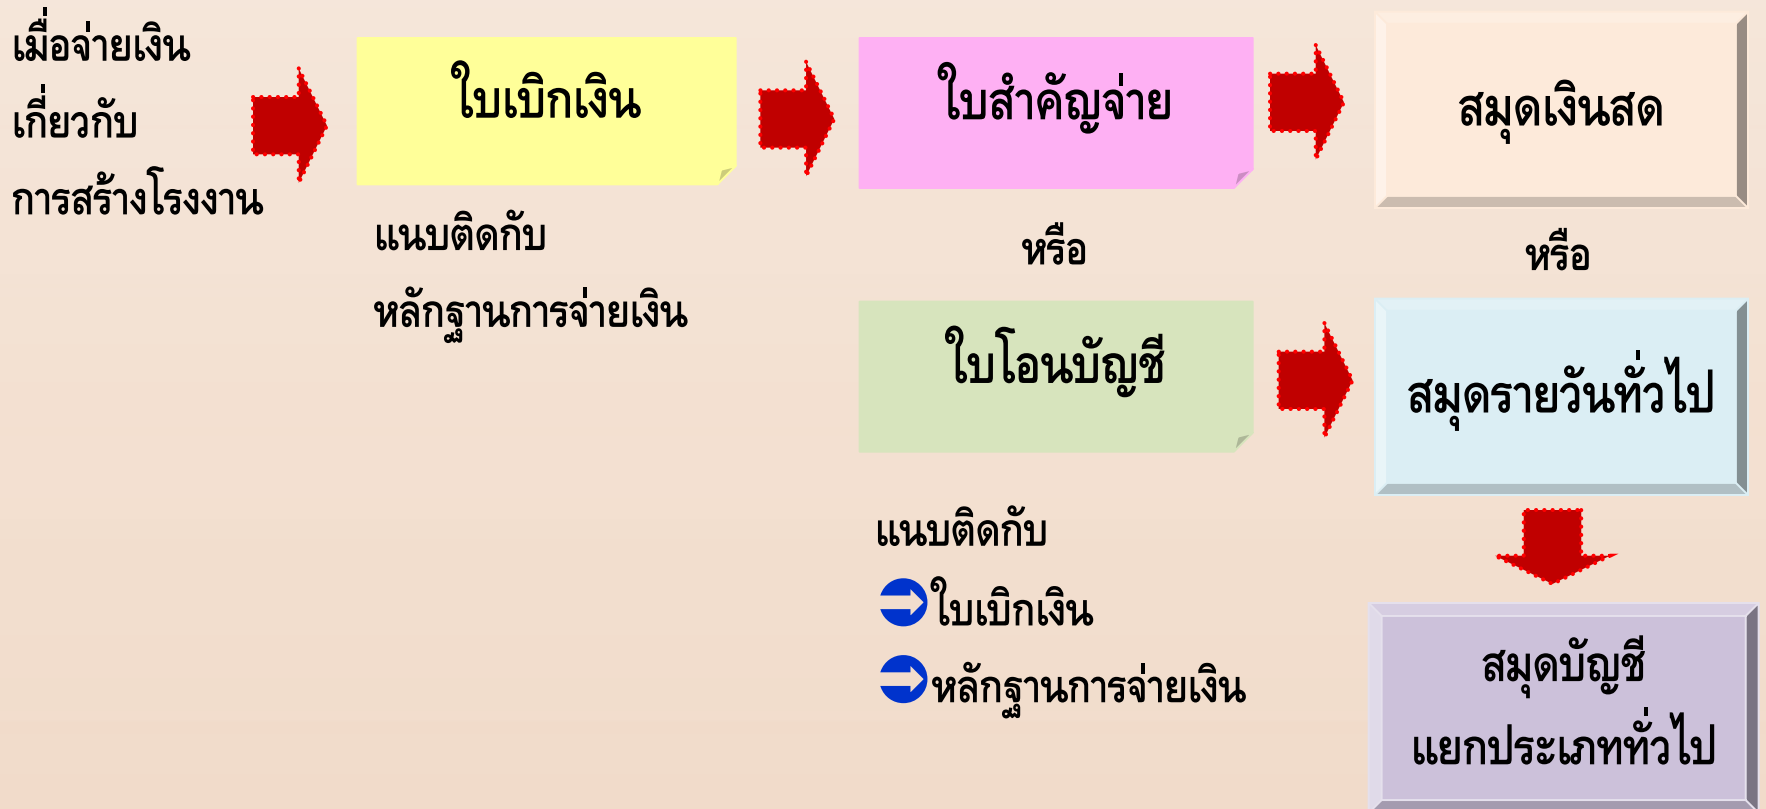 เมื่อจ่ายเงิน
เกี่ยวกับ
การสร้างโรงงาน
ใบเบิกเงิน
แนบติดกับ
หลักฐานการจ่ายเงิน
ใบสำคัญจ่าย
หรือ
ใบโอนบัญชี
แนบติดกับ
ใบเบิกเงิน
หลักฐานการจ่ายเงิน
สมุดเงินสด
หรือ
สมุดรายวันทั่วไป
สมุดบัญชี
แยกประเภททั่วไป